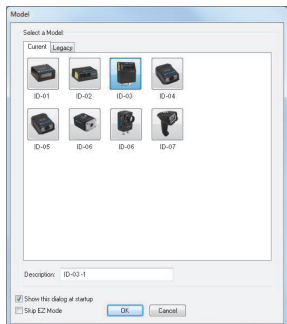 Model
Select a Model:
Current Legacy
ID-01 ID-02 ID-03 ID-04
ID-05 ID-06 ID-06 ID-07
Description: ID-03-1
Show this dialog at startup
Skip EZ Mode
OK Cancel